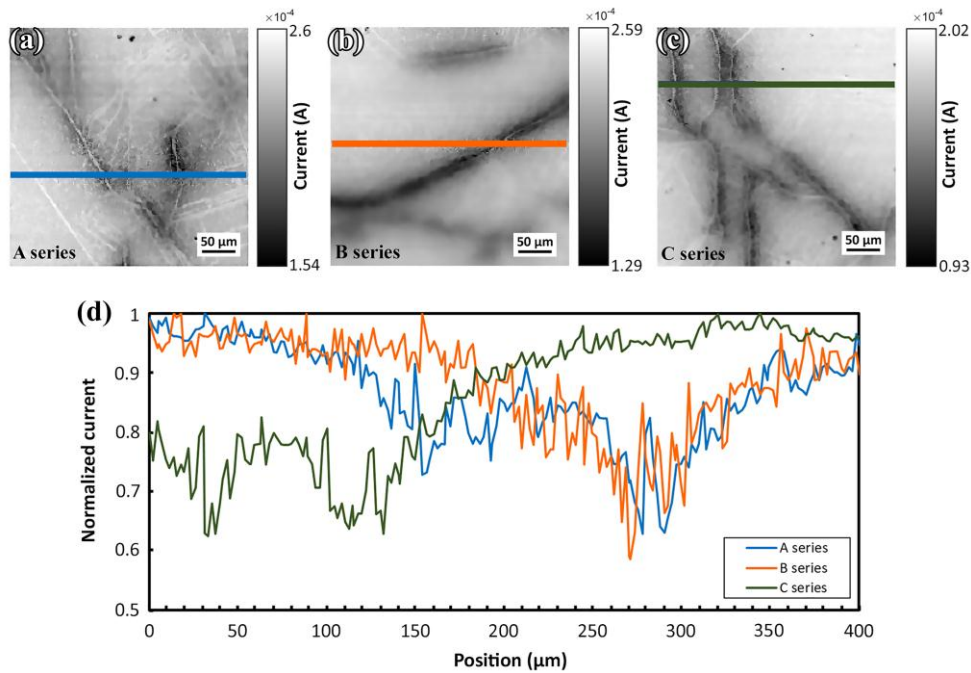 ×10⁻⁴
×10⁻⁴
×10⁻⁴
(a)
2.6
(b)
2.59
(c)
2.02
Current (A)
Current (A)
Current (A)
A series
50 µm
1.54
B series
50 µm
1.29
C series
50 µm
0.93
(d)
1
0.9
0.8
0.7
0.6
0.5
Normalized current
A series
B series
C series
0 50 100 150 200 250 300 350 400
Position (µm)